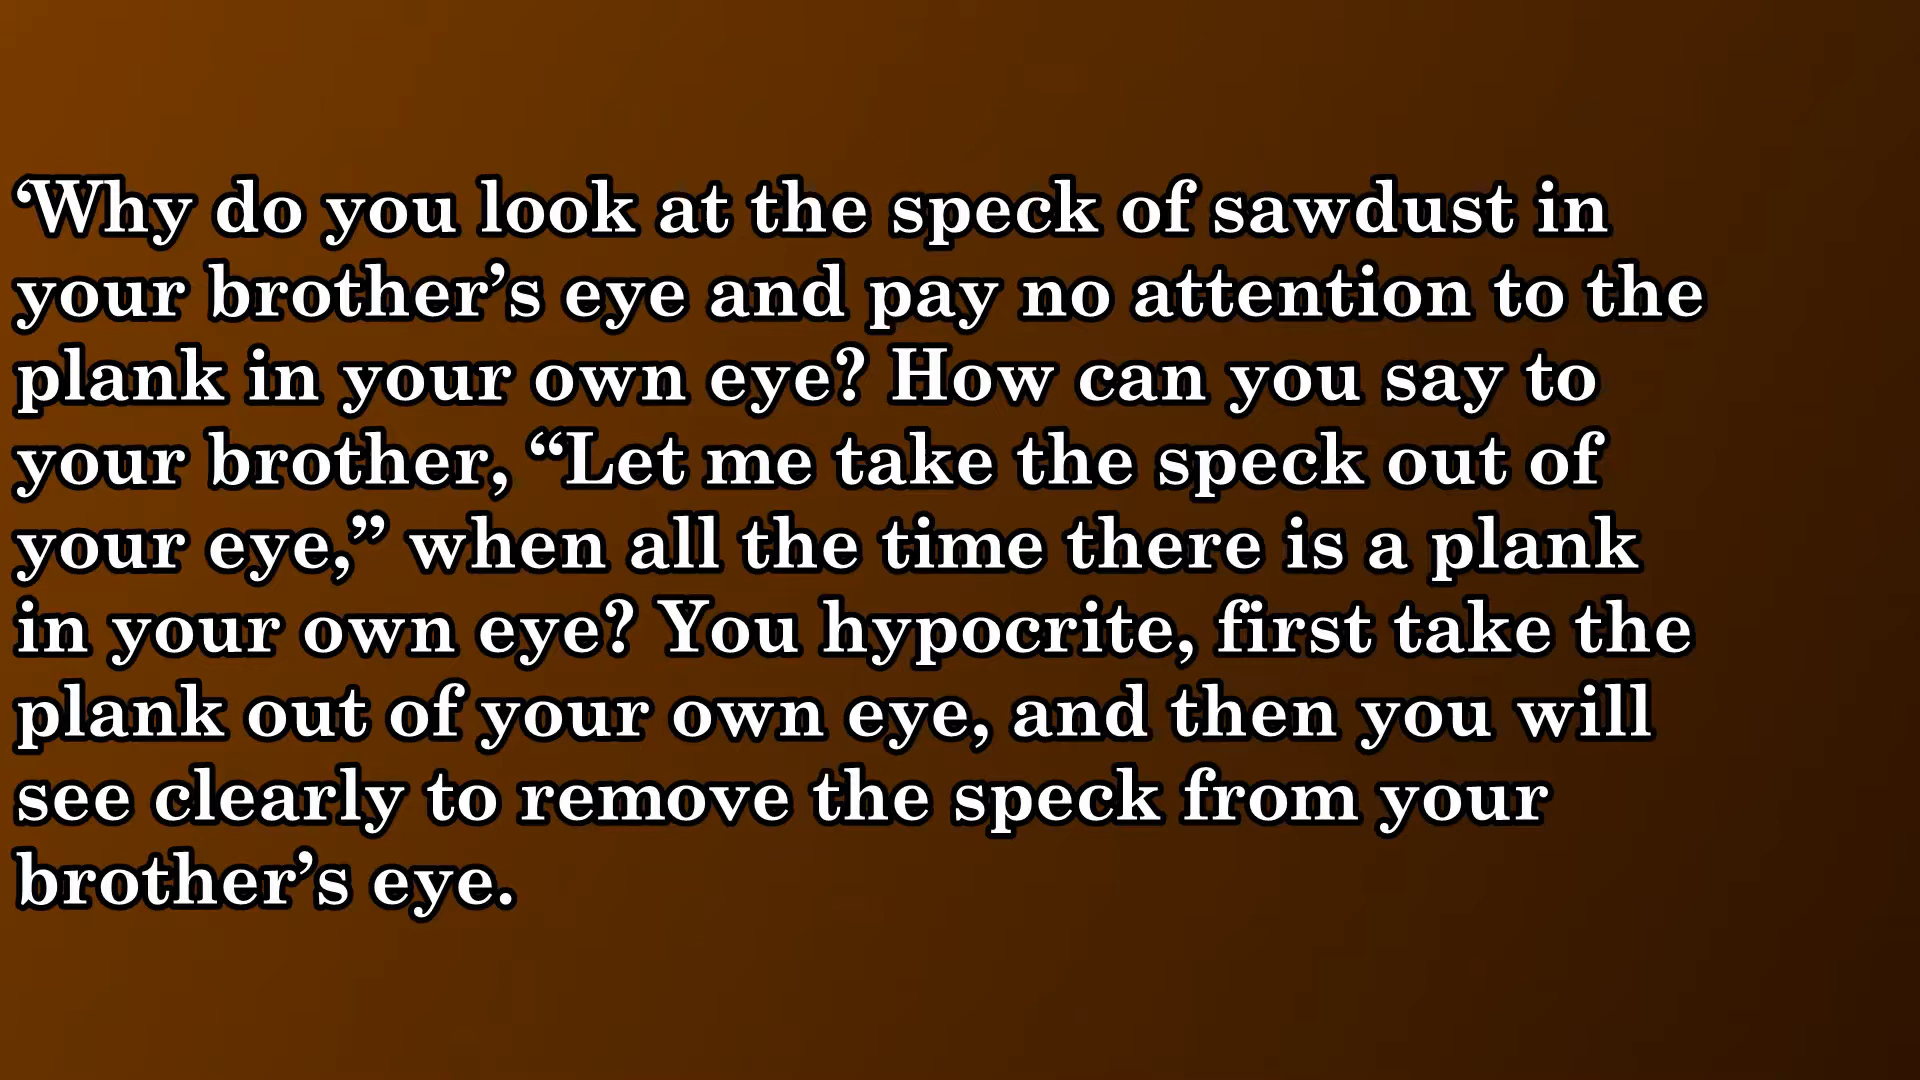 ‘Why do you look at the speck of sawdust in
your brother’s eye and pay no attention to the
plank in your own eye? How can you say to
your brother, “Let me take the speck out of
your eye,” when all the time there is a plank
in your own eye? You hypocrite, first take the
plank out of your own eye, and then you will
see clearly to remove the speck from your
brother’s eye.